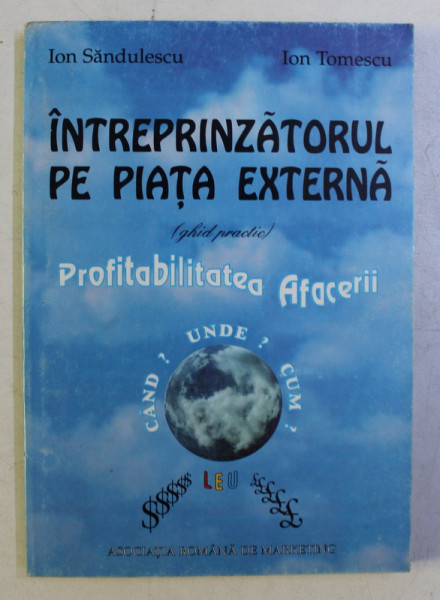 Ion Săndulescu Ion Tomescu
ÎNTREPRINZĂTORUL
PE PIAȚA EXTERNĂ
(ghid practic)
Profitabilitatea Afacerii
CÂND ? UNDE ? CUM ?
$$$$$ LEU £££££
ASOCIAȚIA ROMÂNĂ DE MARKETING